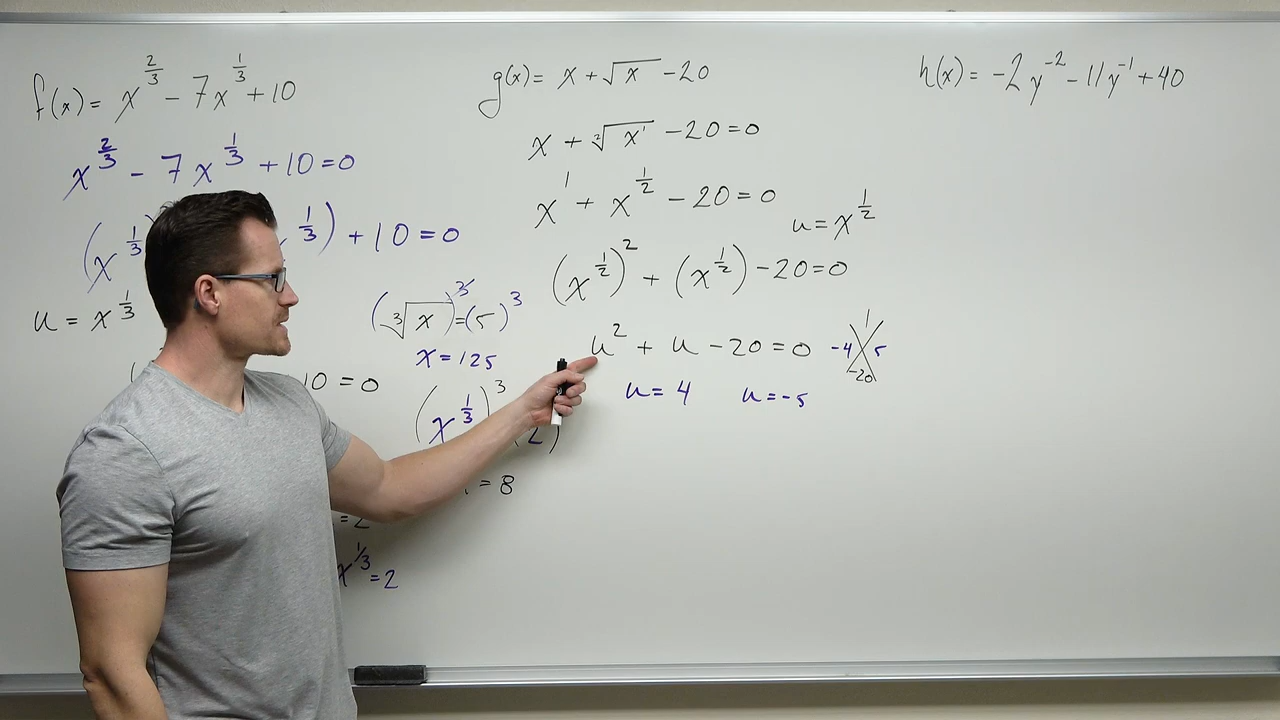 f(x) = x^{2/3} - 7x^{1/3} + 10
x^{2/3} - 7x^{1/3} + 10 = 0
(x^{1/3}) 1/3) + 10 = 0
u = x^{1/3}
10 = 0
(∛x)^3 = (5)^3
x = 125
(x^{1/3})^3 (2)
= 8
= 2
x^{1/3} = 2
g(x) = x + √x - 20
x + ²√x^1 - 20 = 0
x^1 + x^{1/2} - 20 = 0
u = x^{1/2}
(x^{1/2})^2 + (x^{1/2}) - 20 = 0
u^2 + u - 20 = 0
1
-4 5
-20
u = 4 u = -5
h(x) = -2y^{-2} - 11y^{-1} + 40